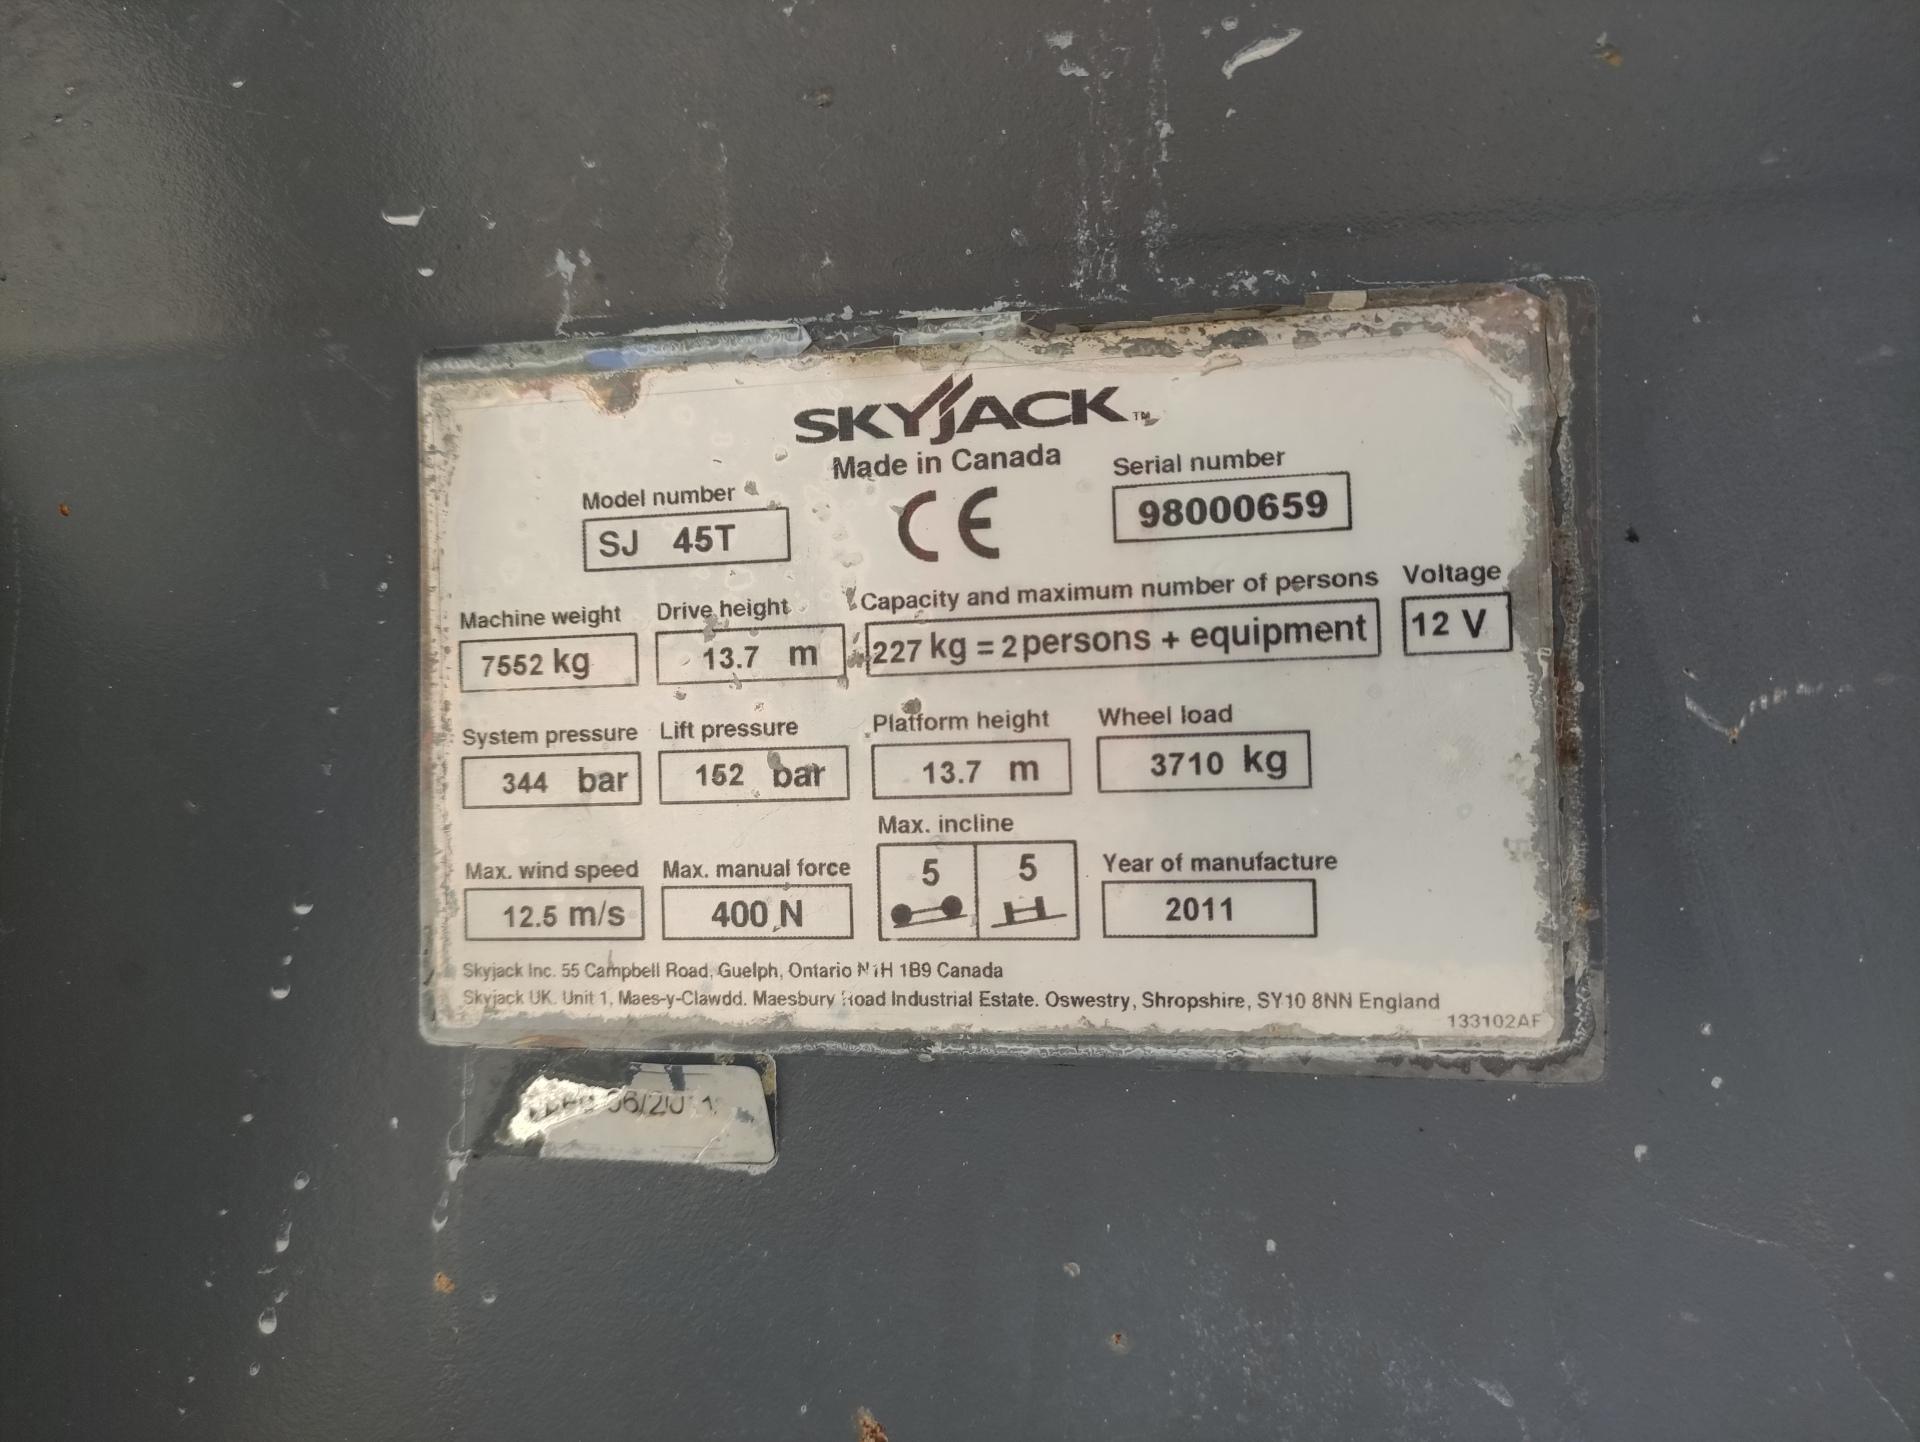 SKYJACK™
Made in Canada
CE
Model number
SJ 45T
Serial number
98000659
Machine weight
7552 kg
Drive height
13.7 m
Capacity and maximum number of persons
227 kg = 2 persons + equipment
Voltage
12 V
System pressure
344 bar
Lift pressure
152 bar
Platform height
13.7 m
Wheel load
3710 kg
Max. wind speed
12.5 m/s
Max. manual force
400 N
Max. incline
5
5
Year of manufacture
2011
Skyjack Inc. 55 Campbell Road, Guelph, Ontario N1H 1B9 Canada
Skyjack UK. Unit 1, Maes-y-Clawdd. Maesbury Road Industrial Estate. Oswestry, Shropshire, SY10 8NN England
133102AF